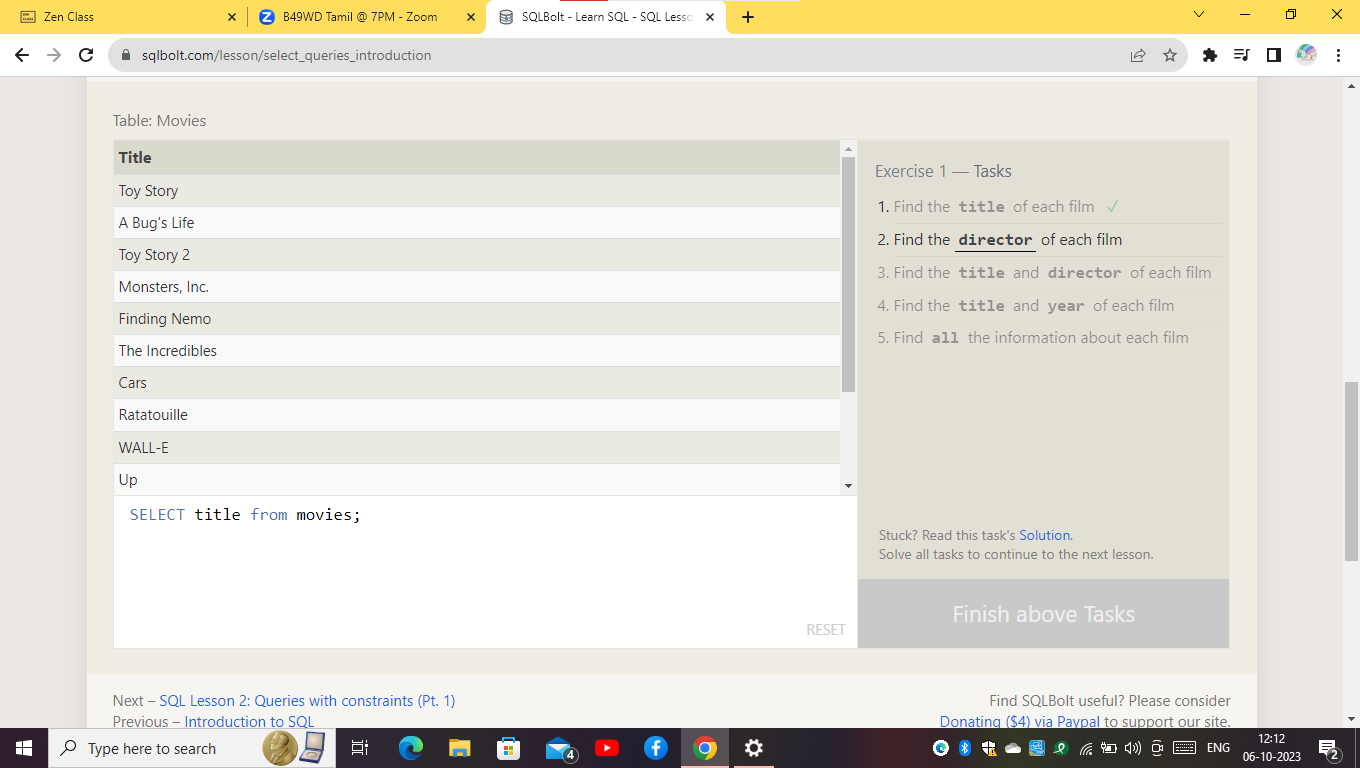 Zen Class
B49WD Tamil @ 7PM - Zoom
SQLBolt - Learn SQL - SQL Lesso
sqlbolt.com/lesson/select_queries_introduction
Table: Movies
Title
Toy Story
A Bug's Life
Toy Story 2
Monsters, Inc.
Finding Nemo
The Incredibles
Cars
Ratatouille
WALL-E
Up
SELECT title from movies;
RESET
Exercise 1 — Tasks
1. Find the title of each film ✓
2. Find the director of each film
3. Find the title and director of each film
4. Find the title and year of each film
5. Find all the information about each film
Stuck? Read this task's Solution.
Solve all tasks to continue to the next lesson.
Finish above Tasks
Next – SQL Lesson 2: Queries with constraints (Pt. 1)
Previous – Introduction to SQL
Find SQLBolt useful? Please consider
Donating ($4) via Paypal to support our site.
Type here to search
4
ENG
12:12
06-10-2023
2